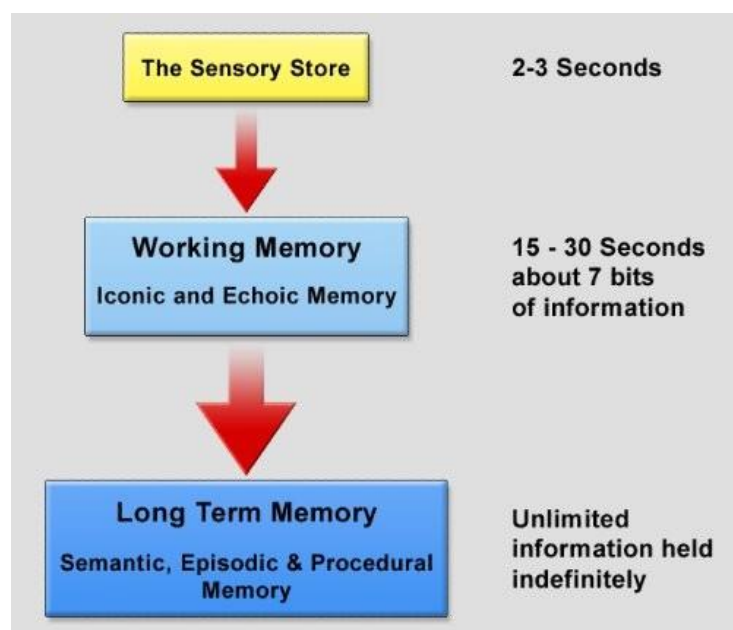 The Sensory Store
2-3 Seconds
Working Memory
Iconic and Echoic Memory
15 - 30 Seconds
about 7 bits
of information
Long Term Memory
Semantic, Episodic & Procedural
Memory
Unlimited
information held
indefinitely